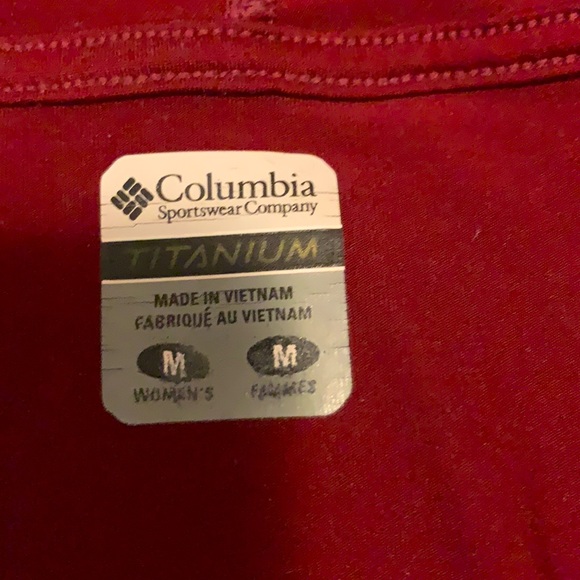 Columbia
Sportswear Company
TITANIUM
MADE IN VIETNAM
FABRIQUÉ AU VIETNAM
M M
WOMEN'S FEMMES